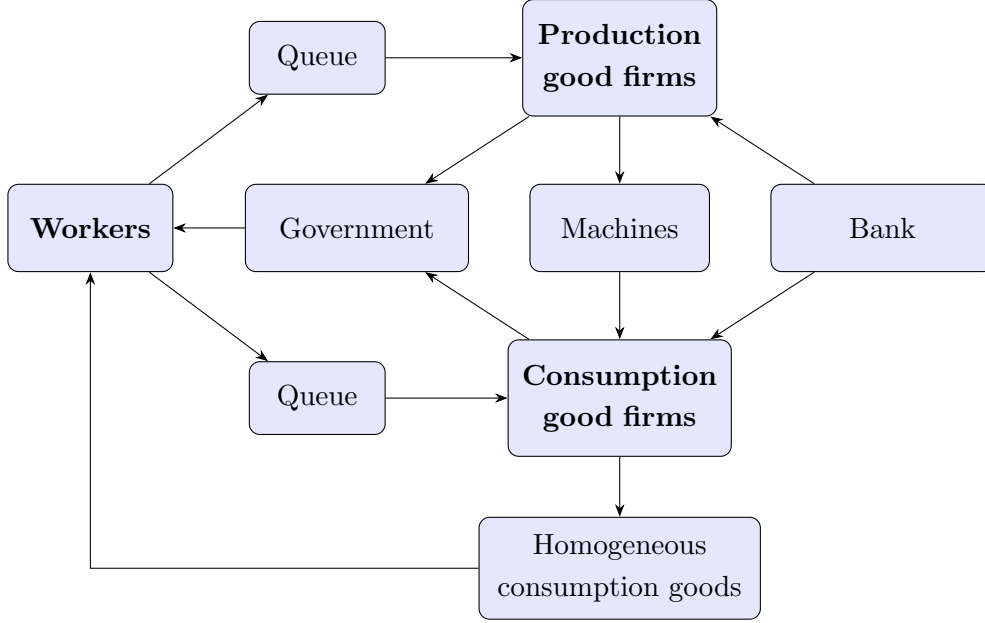 Queue
Production
good firms
Workers
Government
Machines
Bank
Queue
Consumption
good firms
Homogeneous
consumption goods